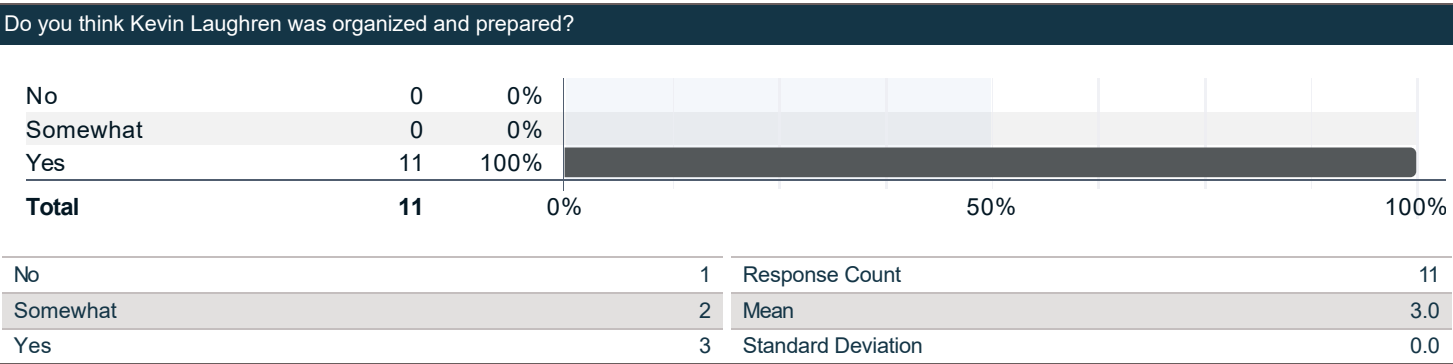 Do you think Kevin Laughren was organized and prepared?
No 0 0%
Somewhat 0 0%
Yes 11 100%
Total 11 0% 50% 100%
No 1 Response Count 11
Somewhat 2 Mean 3.0
Yes 3 Standard Deviation 0.0